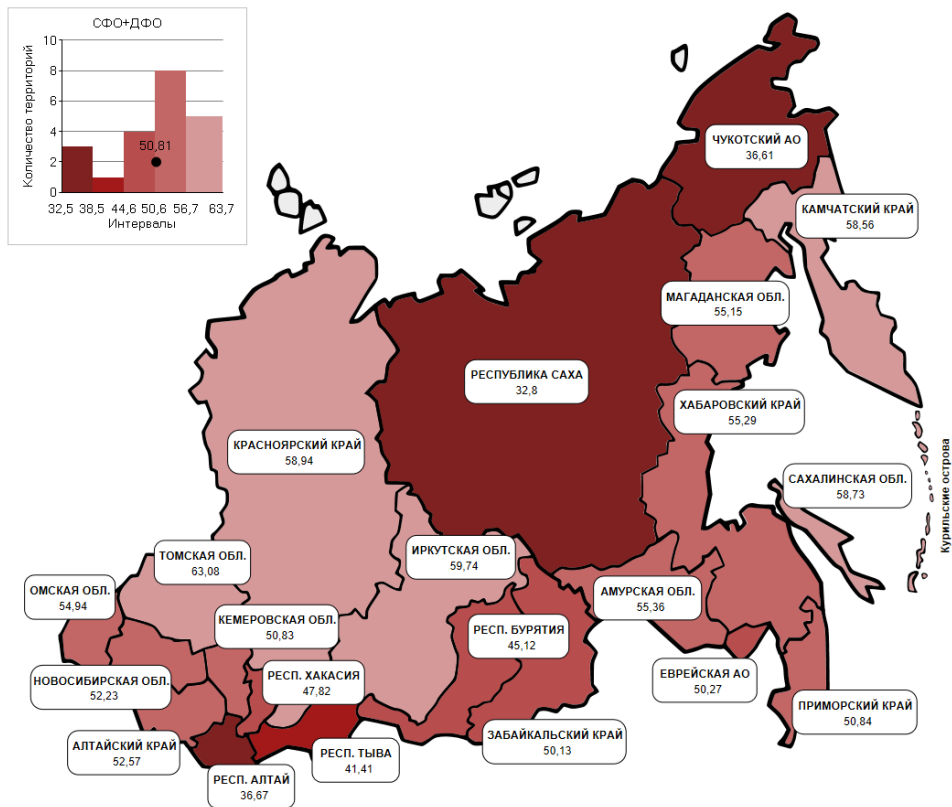 СФО+ДФО
Количество территорий
10
8
6
4
2
0
50,81
32,5 38,5 44,6 50,6 56,7 63,7
Интервалы
ЧУКОТСКИЙ АО
36,61
КАМЧАТСКИЙ КРАЙ
58,56
МАГАДАНСКАЯ ОБЛ.
55,15
РЕСПУБЛИКА САХА
32,8
ХАБАРОВСКИЙ КРАЙ
55,29
КРАСНОЯРСКИЙ КРАЙ
58,94
САХАЛИНСКАЯ ОБЛ.
58,73
Курильские острова
ТОМСКАЯ ОБЛ.
63,08
ИРКУТСКАЯ ОБЛ.
59,74
ОМСКАЯ ОБЛ.
54,94
АМУРСКАЯ ОБЛ.
55,36
КЕМЕРОВСКАЯ ОБЛ.
50,83
РЕСП. БУРЯТИЯ
45,12
НОВОСИБИРСКАЯ ОБЛ.
52,23
РЕСП. ХАКАСИЯ
47,82
ЕВРЕЙСКАЯ АО
50,27
ПРИМОРСКИЙ КРАЙ
50,84
АЛТАЙСКИЙ КРАЙ
52,57
РЕСП. ТЫВА
41,41
ЗАБАЙКАЛЬСКИЙ КРАЙ
50,13
РЕСП. АЛТАЙ
36,67